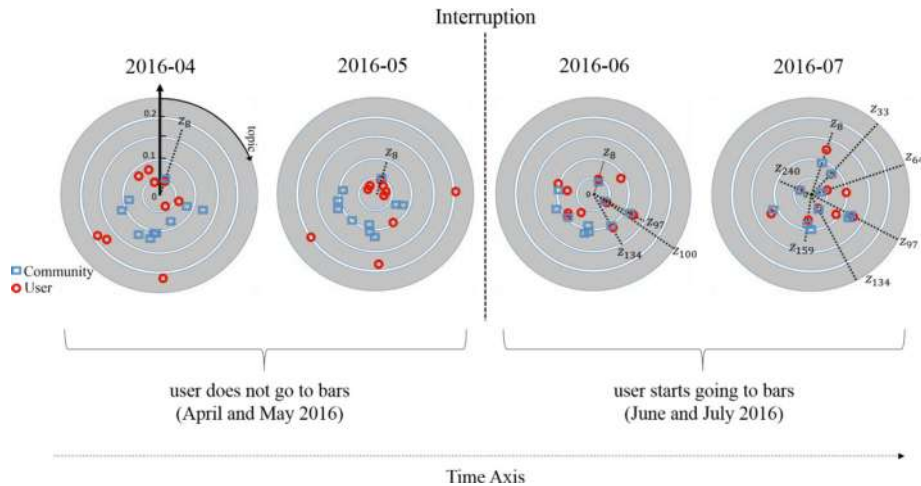 Interruption
2016-04
2016-05
2016-06
2016-07
0.2
0.1
0
topic
z8
z8
0
z8
z97
z134
z100
z8
z33
z64
z240
z97
z159
z134
Community
User
user does not go to bars
(April and May 2016)
user starts going to bars
(June and July 2016)
Time Axis